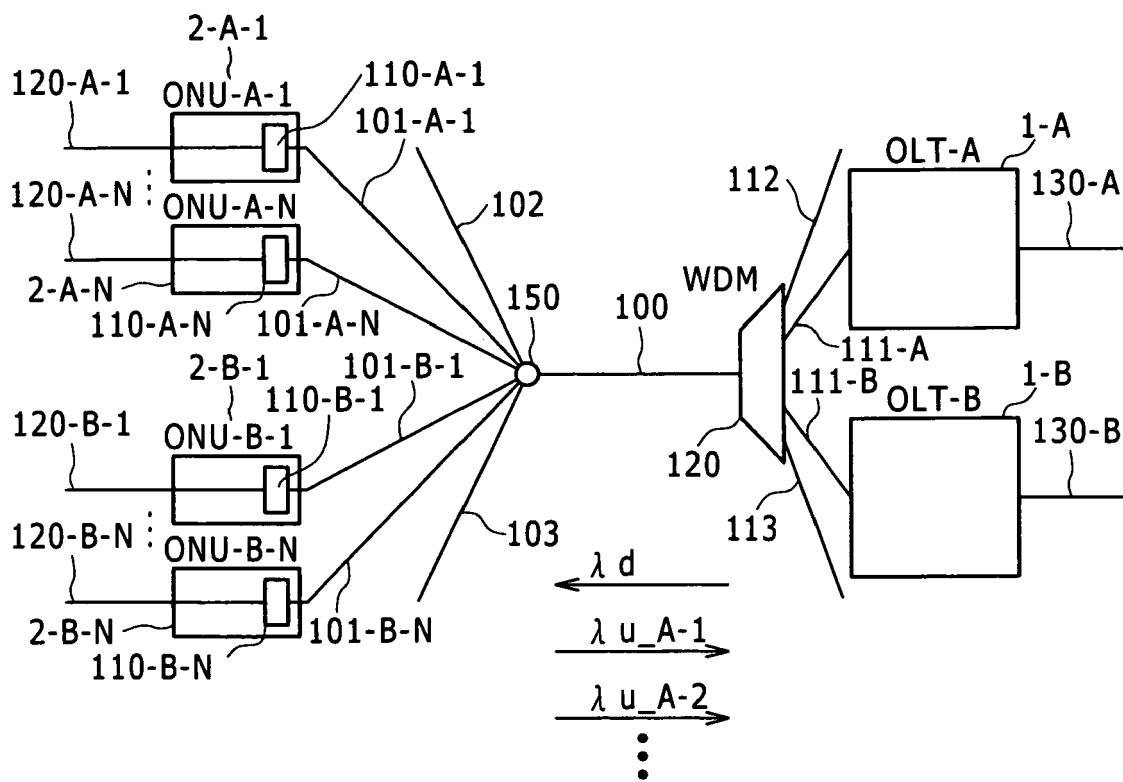 2-A-1
120-A-1
ONU-A-1
110-A-1
101-A-1
120-A-N
ONU-A-N
102
2-A-N
110-A-N
101-A-N
150
100
WDM
112
OLT-A
1-A
130-A
111-A
111-B
120
113
OLT-B
1-B
130-B
2-B-1
101-B-1
110-B-1
120-B-1
ONU-B-1
120-B-N
ONU-B-N
103
2-B-N
110-B-N
101-B-N
λ d
λ u_A-1
λ u_A-2